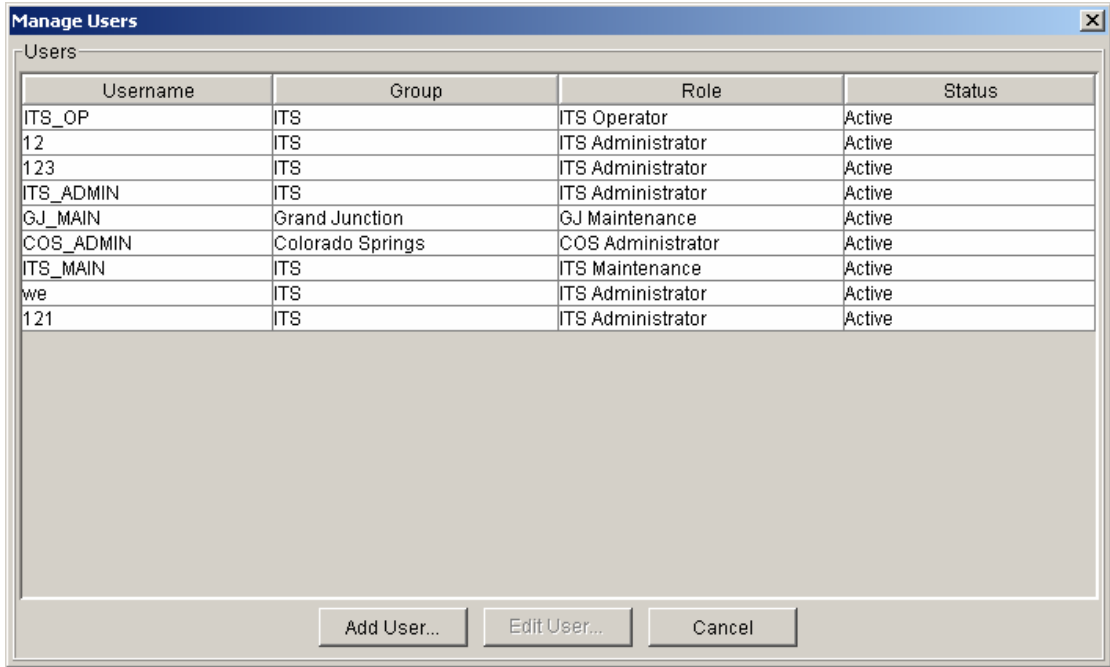 Manage Users
Users
Username Group Role Status
ITS_OP ITS ITS Operator Active
12 ITS ITS Administrator Active
123 ITS ITS Administrator Active
ITS_ADMIN ITS ITS Administrator Active
GJ_MAIN Grand Junction GJ Maintenance Active
COS_ADMIN Colorado Springs COS Administrator Active
ITS_MAIN ITS ITS Maintenance Active
we ITS ITS Administrator Active
121 ITS ITS Administrator Active
Add User... Edit User... Cancel